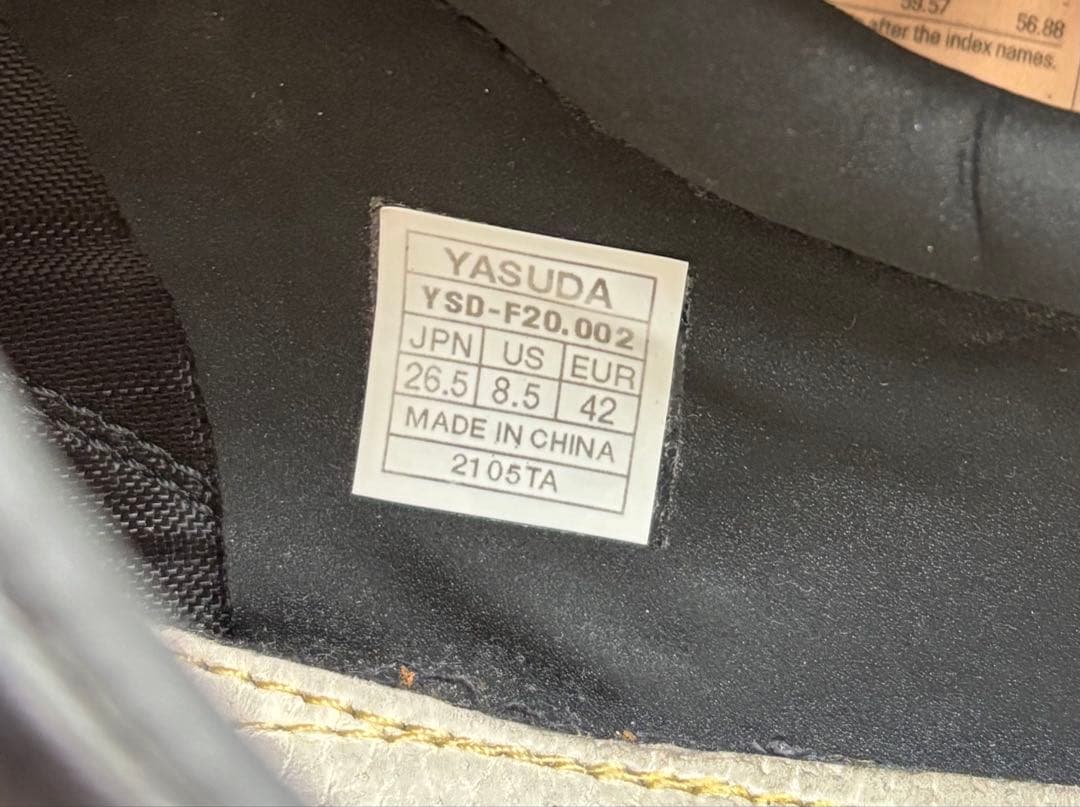 56.88
after the index names.
YASUDA
YSD-F20.002
JPN US EUR
26.5 8.5 42
MADE IN CHINA
2105TA